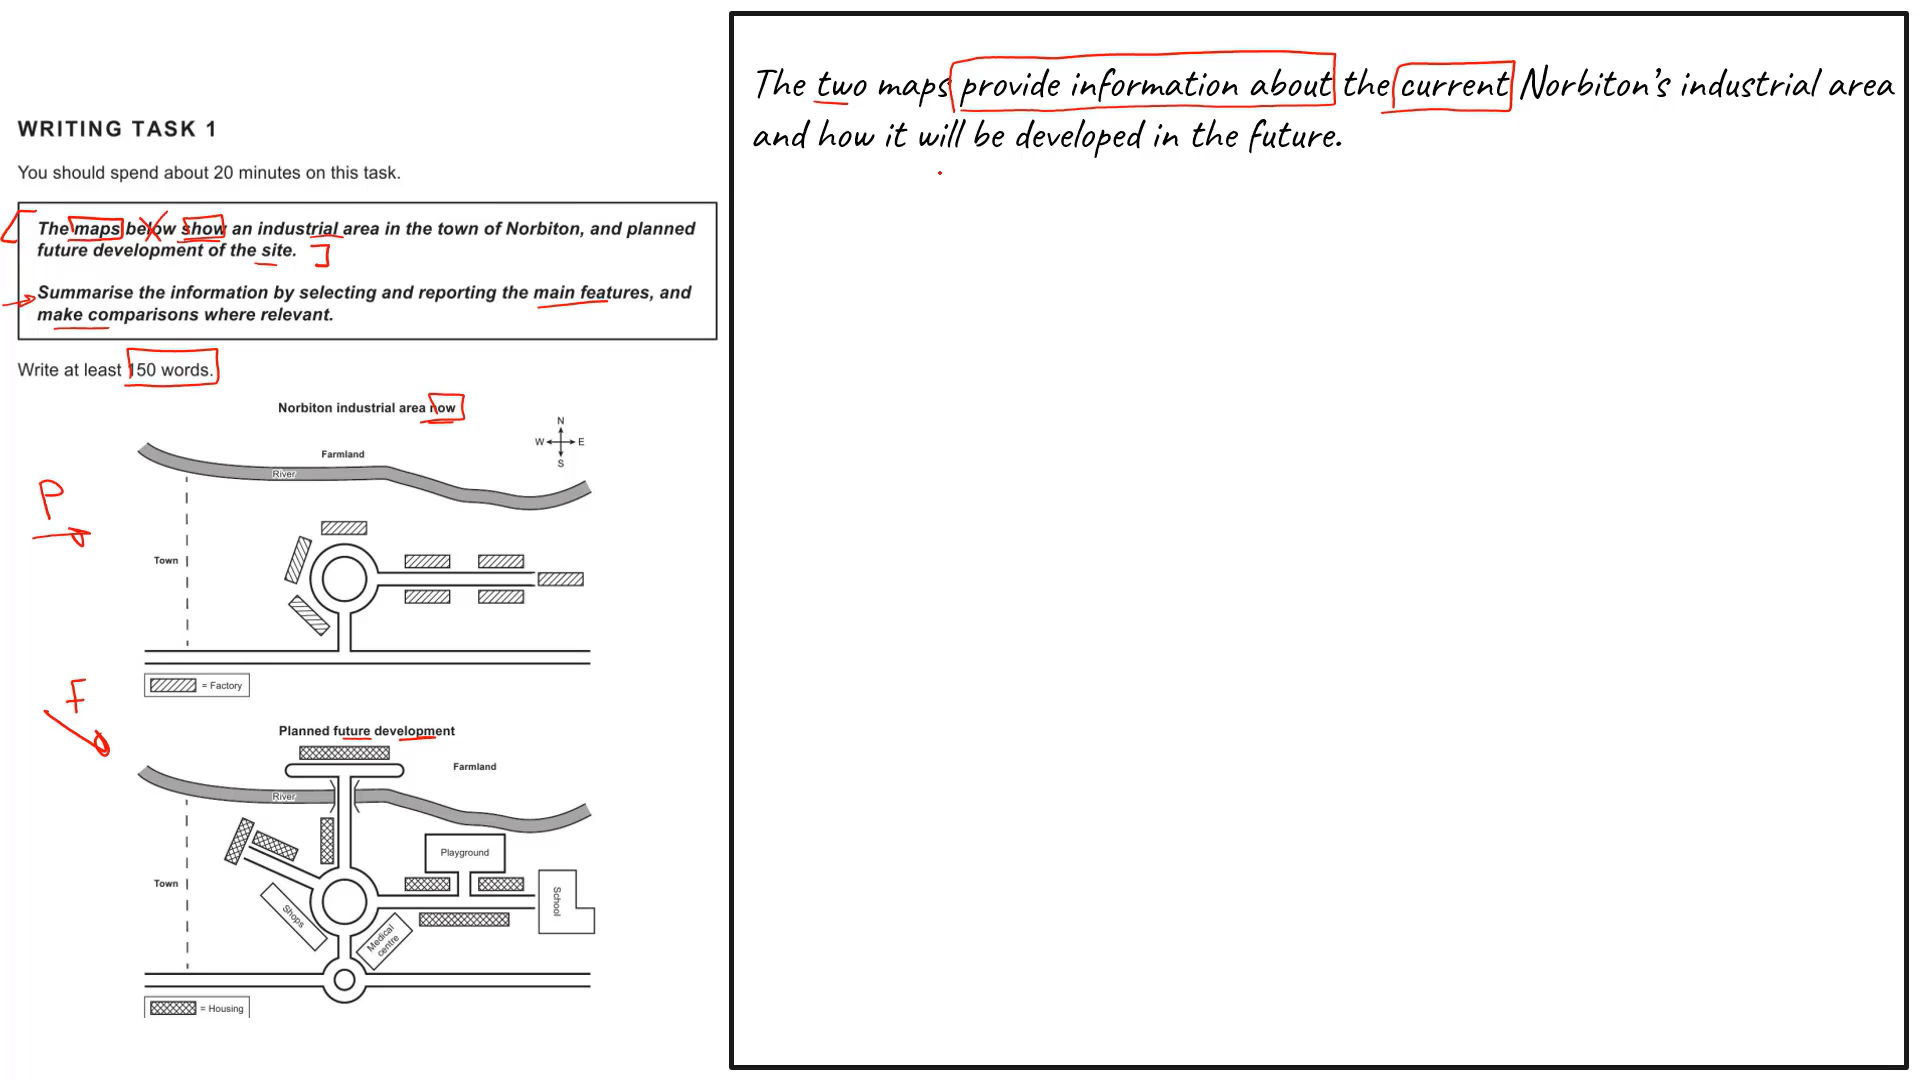 WRITING TASK 1
You should spend about 20 minutes on this task.
The maps below show an industrial area in the town of Norbiton, and planned
future development of the site.
Summarise the information by selecting and reporting the main features, and
make comparisons where relevant.
Write at least 150 words.
Norbiton industrial area now
N
W E
S
Farmland
River
P
Town
= Factory
F
Planned future development
Farmland
River
Playground
Town
School
Shops
Medical
centre
= Housing
The two maps provide information about the current Norbiton's industrial area
and how it will be developed in the future.